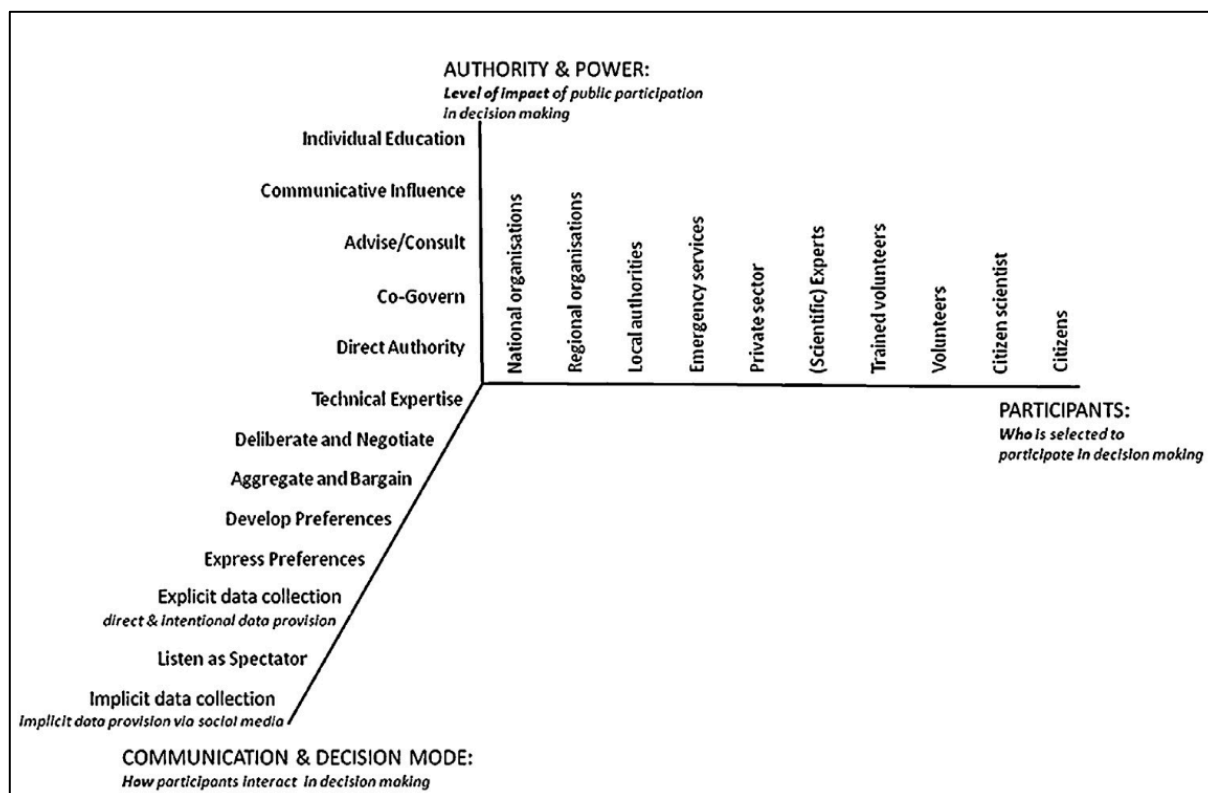 AUTHORITY & POWER:
Level of impact of public participation
in decision making
Individual Education
Communicative Influence
Advise/Consult
Co-Govern
Direct Authority
National organisations
Regional organisations
Local authorities
Emergency services
Private sector
(Scientific) Experts
Trained volunteers
Volunteers
Citizen scientist
Citizens
PARTICIPANTS:
Who is selected to
participate in decision making
Technical Expertise
Deliberate and Negotiate
Aggregate and Bargain
Develop Preferences
Express Preferences
Explicit data collection
direct & intentional data provision
Listen as Spectator
Implicit data collection
implicit data provision via social media
COMMUNICATION & DECISION MODE:
How participants interact in decision making